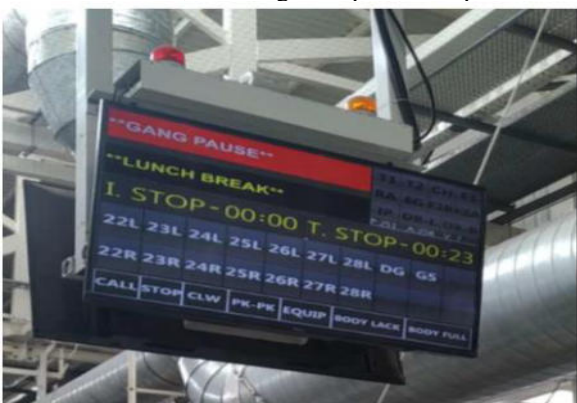 **GANG PAUSE**
**LUNCH BREAK**
I. STOP-00:00 T. STOP-00:23
22L 23L 24L 25L 26L 27L 28L DG GS
22R 23R 24R 25R 26R 27R 28R
CALL STOP CLW PK-PK EQUIP BODY LACK BODY FULL